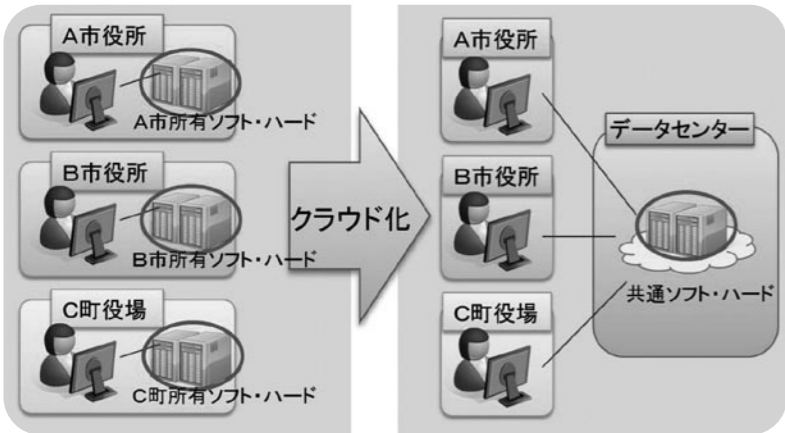 A市役所
A市所有ソフト・ハード
B市役所
B市所有ソフト・ハード
C町役場
C町所有ソフト・ハード
クラウド化
A市役所
B市役所
C町役場
データセンター
共通ソフト・ハード